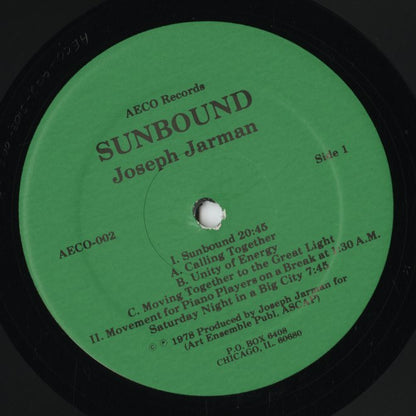 AECO Records
SUNBOUND
Joseph Jarman
Side 1
AECO-002
I. Sunbound 20:45
A. Calling Together
B. Unity of Energy
C. Moving Together to the Great Light
II. Movement for Piano Players on a Break at 1:30 A.M.
Saturday Night in a Big City 7:45
© ℗ 1978 Produced by Joseph Jarman for
(Art Ensemble Publ. ASCAP)
P.O. BOX 6408
CHICAGO, IL. 60680